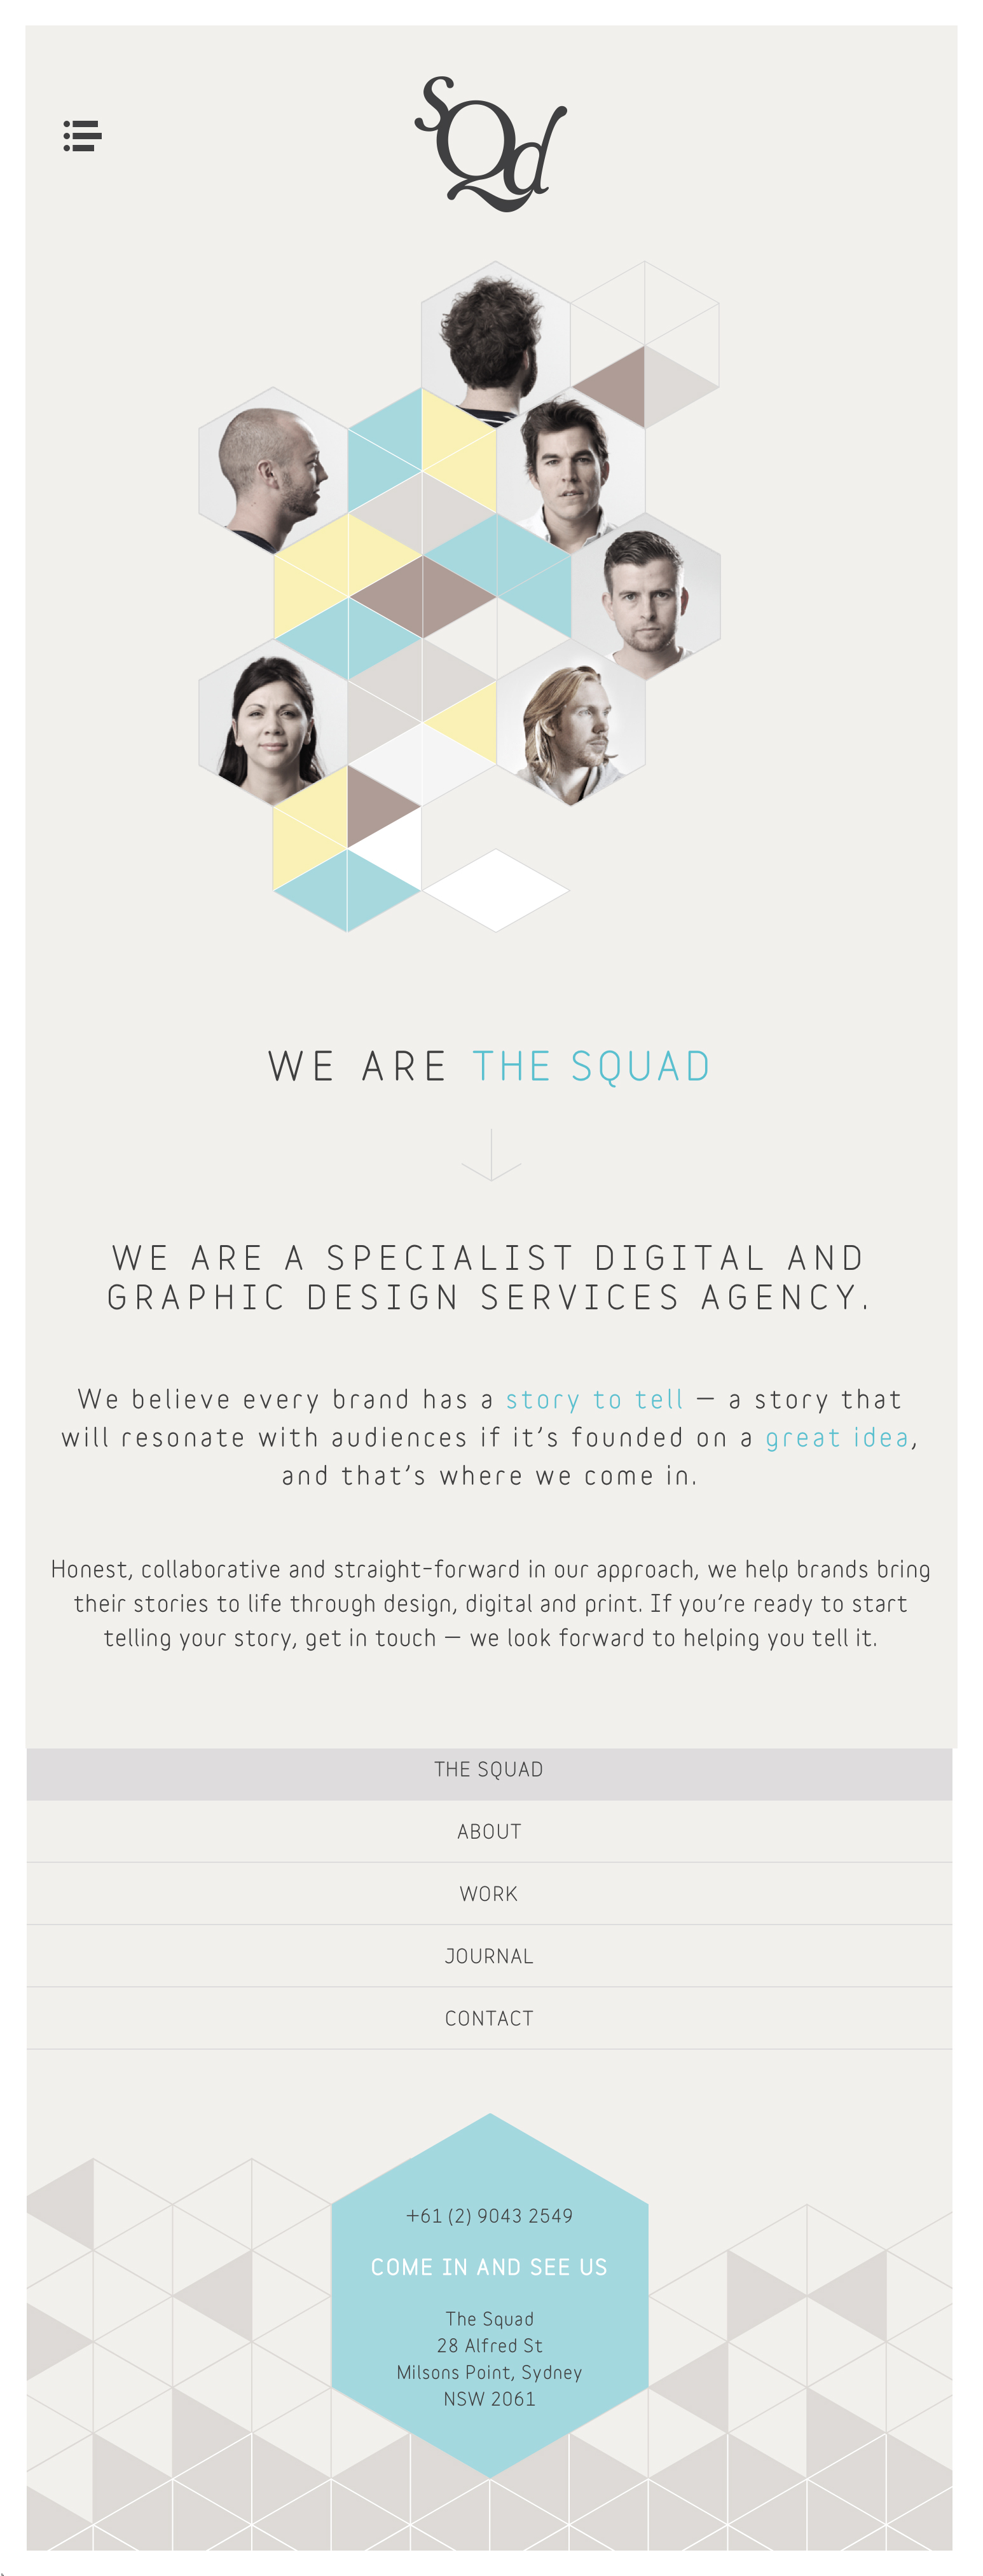 sQd
WE ARE THE SQUAD
WE ARE A SPECIALIST DIGITAL AND
GRAPHIC DESIGN SERVICES AGENCY.
We believe every brand has a story to tell — a story that
will resonate with audiences if it’s founded on a great idea,
and that’s where we come in.
Honest, collaborative and straight-forward in our approach, we help brands bring
their stories to life through design, digital and print. If you’re ready to start
telling your story, get in touch — we look forward to helping you tell it.
THE SQUAD
ABOUT
WORK
JOURNAL
CONTACT
+61 (2) 9043 2549
COME IN AND SEE US
The Squad
28 Alfred St
Milsons Point, Sydney
NSW 2061